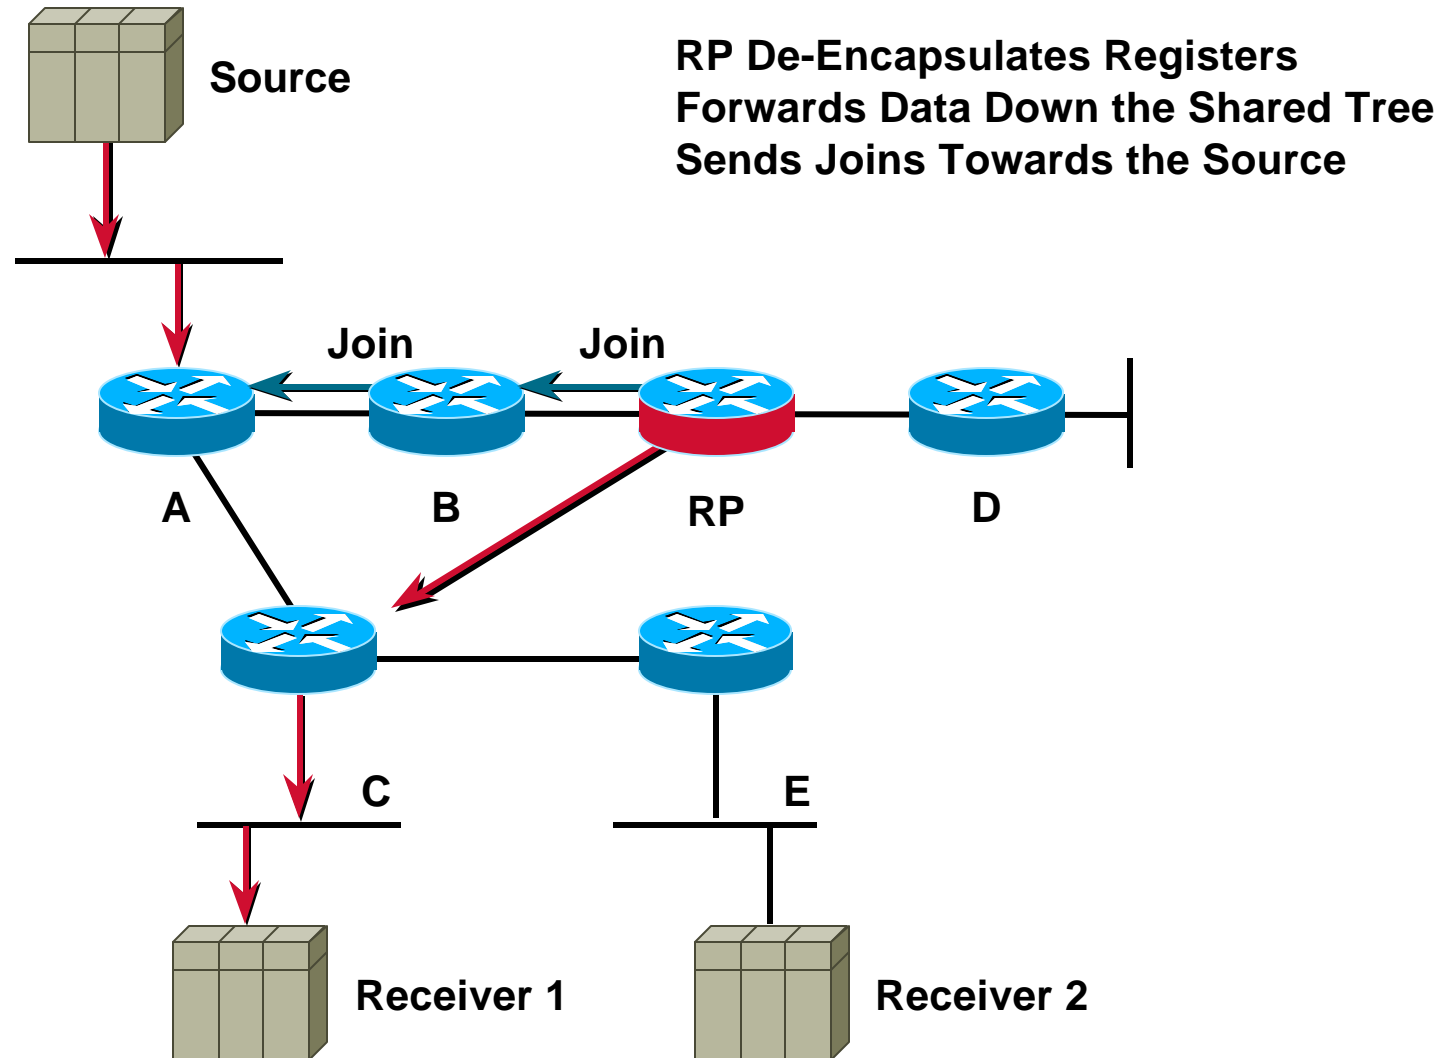 Source
RP De-Encapsulates Registers
Forwards Data Down the Shared Tree
Sends Joins Towards the Source
Join
Join
A
B
RP
D
C
E
Receiver 1
Receiver 2